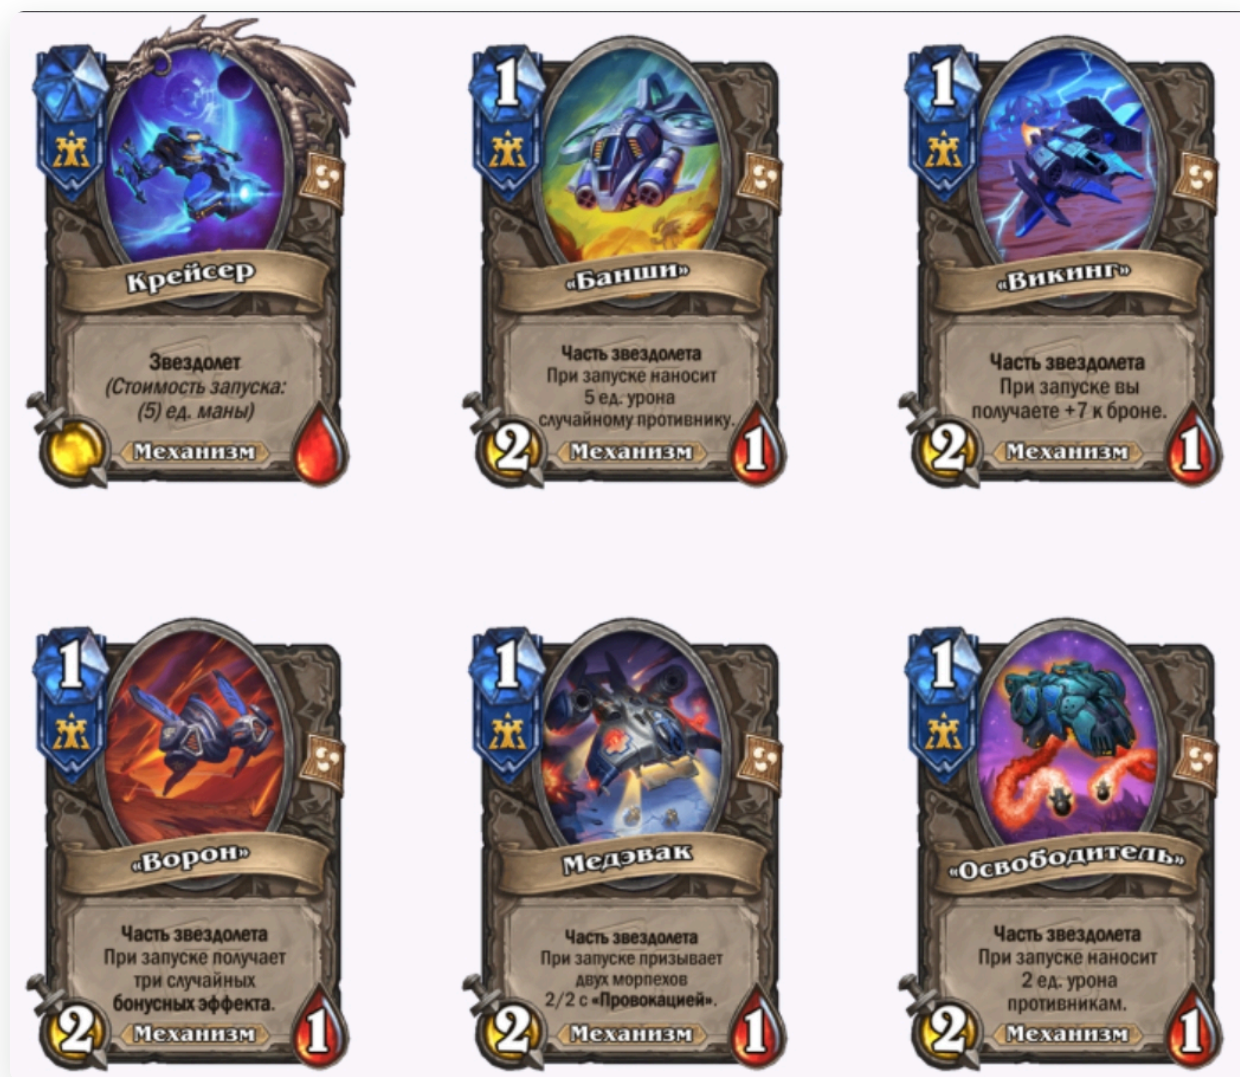 Крейсер
Звездолет
(Стоимость запуска:
(5) ед. маны)
Механизм
1
«Банши»
Часть звездолета
При запуске наносит
5 ед. урона
случайному противнику.
2
Механизм
1
1
«Викинг»
Часть звездолета
При запуске вы
получаете +7 к броне.
2
Механизм
1
1
«Ворон»
Часть звездолета
При запуске получает
три случайных
бонусных эффекта.
2
Механизм
1
1
Медэвак
Часть звездолета
При запуске призывает
двух морпехов
2/2 с «Провокацией».
2
Механизм
1
1
«Освободитель»
Часть звездолета
При запуске наносит
2 ед. урона
противникам.
2
Механизм
1